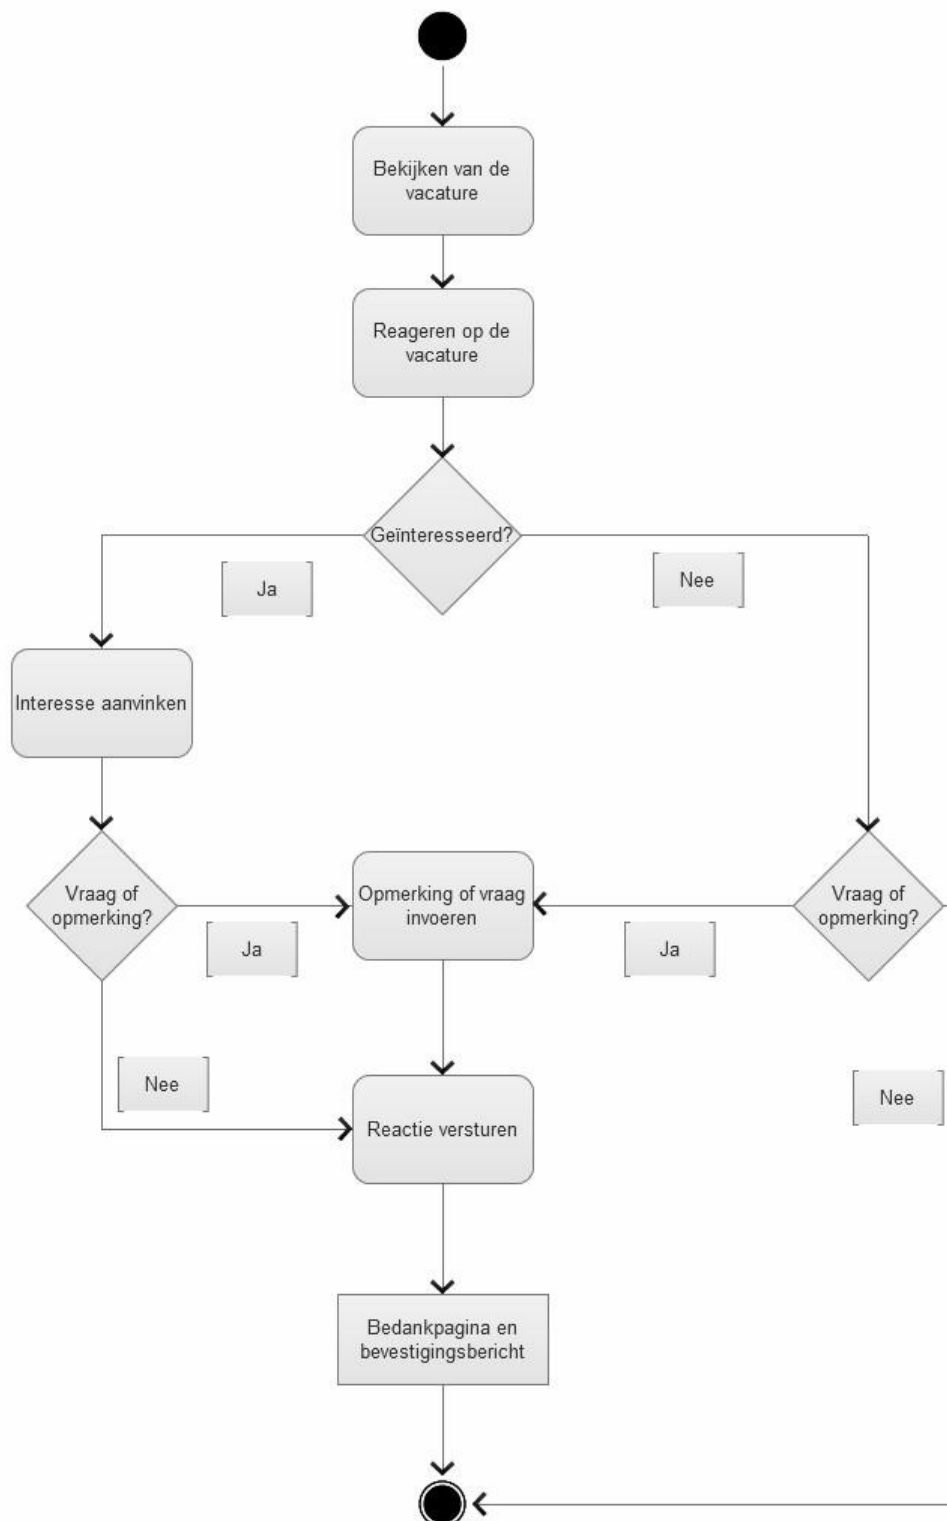 Bekijken van de
vacature
Reageren op de
vacature
Geïnteresseerd?
Ja
Nee
Interesse aanvinken
Vraag of
opmerking?
Opmerking of vraag
invoeren
Vraag of
opmerking?
Ja
Ja
Nee
Nee
Reactie versturen
Bedankpagina en
bevestigingsbericht